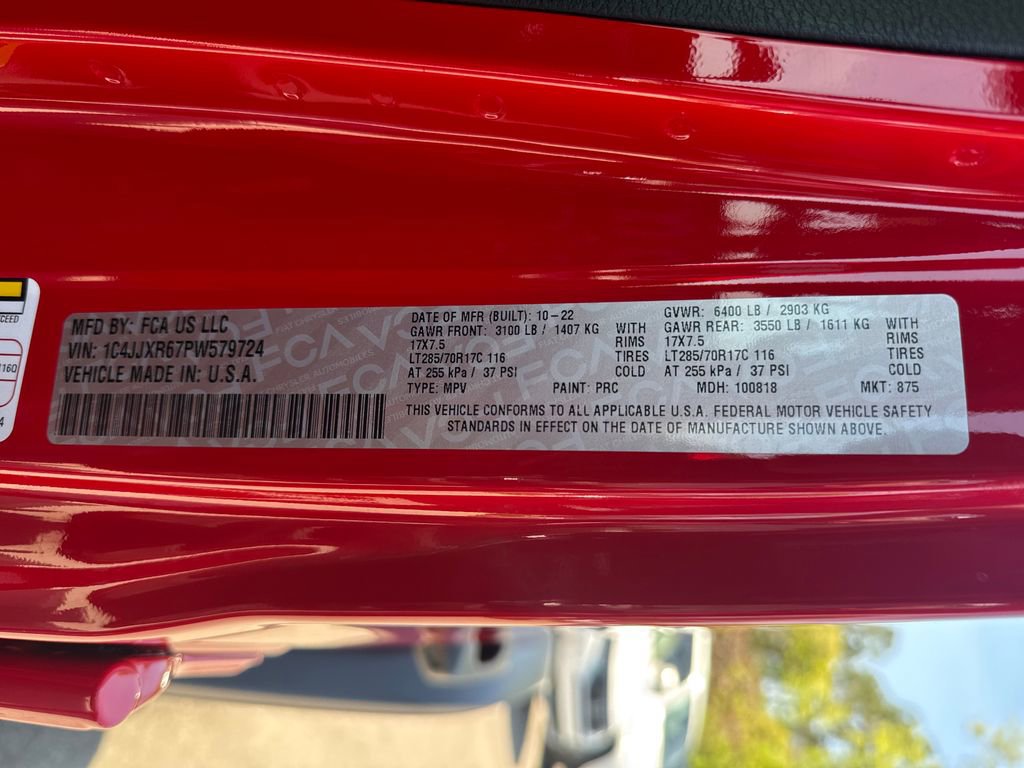 MFD BY: FCA US LLC
VIN: 1C4JJXR67PW579724
VEHICLE MADE IN: U.S.A.
DATE OF MFR (BUILT): 10-22
GAWR FRONT: 3100 LB / 1407 KG WITH
17X7.5 RIMS
LT285/70R17C 116 TIRES
AT 255 kPa / 37 PSI COLD
GVWR: 6400 LB / 2903 KG
GAWR REAR: 3550 LB / 1611 KG WITH
17X7.5 RIMS
LT285/70R17C 116 TIRES
AT 255 kPa / 37 PSI COLD
TYPE: MPV PAINT: PRC MDH: 100818 MKT: 875
THIS VEHICLE CONFORMS TO ALL APPLICABLE U.S.A. FEDERAL MOTOR VEHICLE SAFETY
STANDARDS IN EFFECT ON THE DATE OF MANUFACTURE SHOWN ABOVE.
CEED
160
4